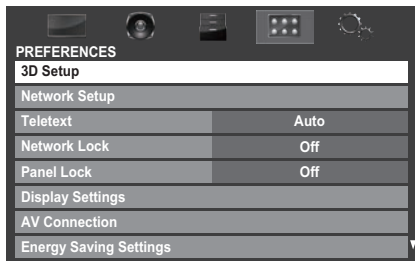 PREFERENCES
3D Setup
Network Setup
Teletext Auto
Network Lock Off
Panel Lock Off
Display Settings
AV Connection
Energy Saving Settings